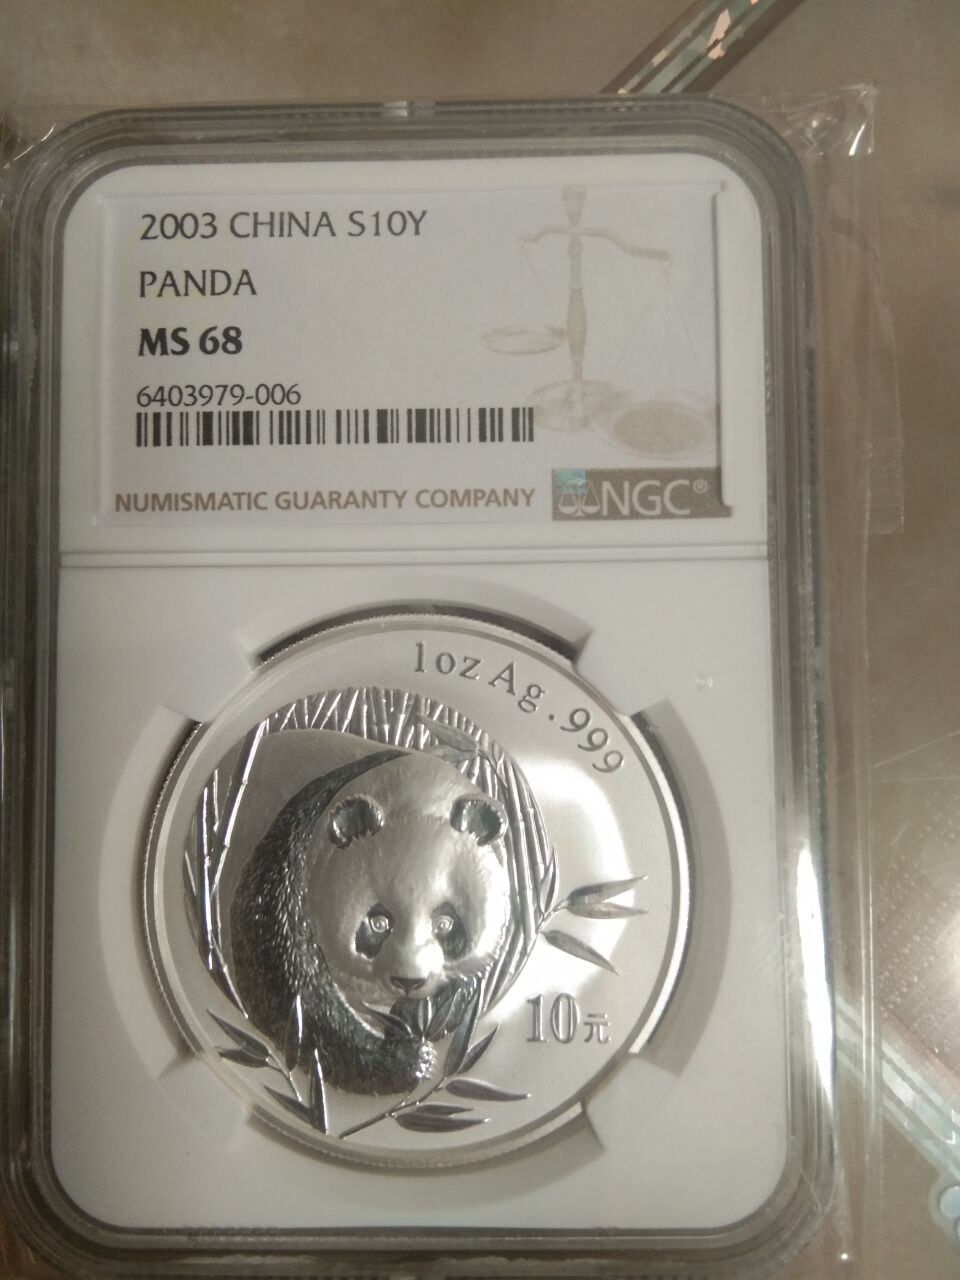 2003 CHINA S10Y
PANDA
MS 68
6403979-006
NUMISMATIC GUARANTY COMPANY
NGC®
1oz Ag .999
10元